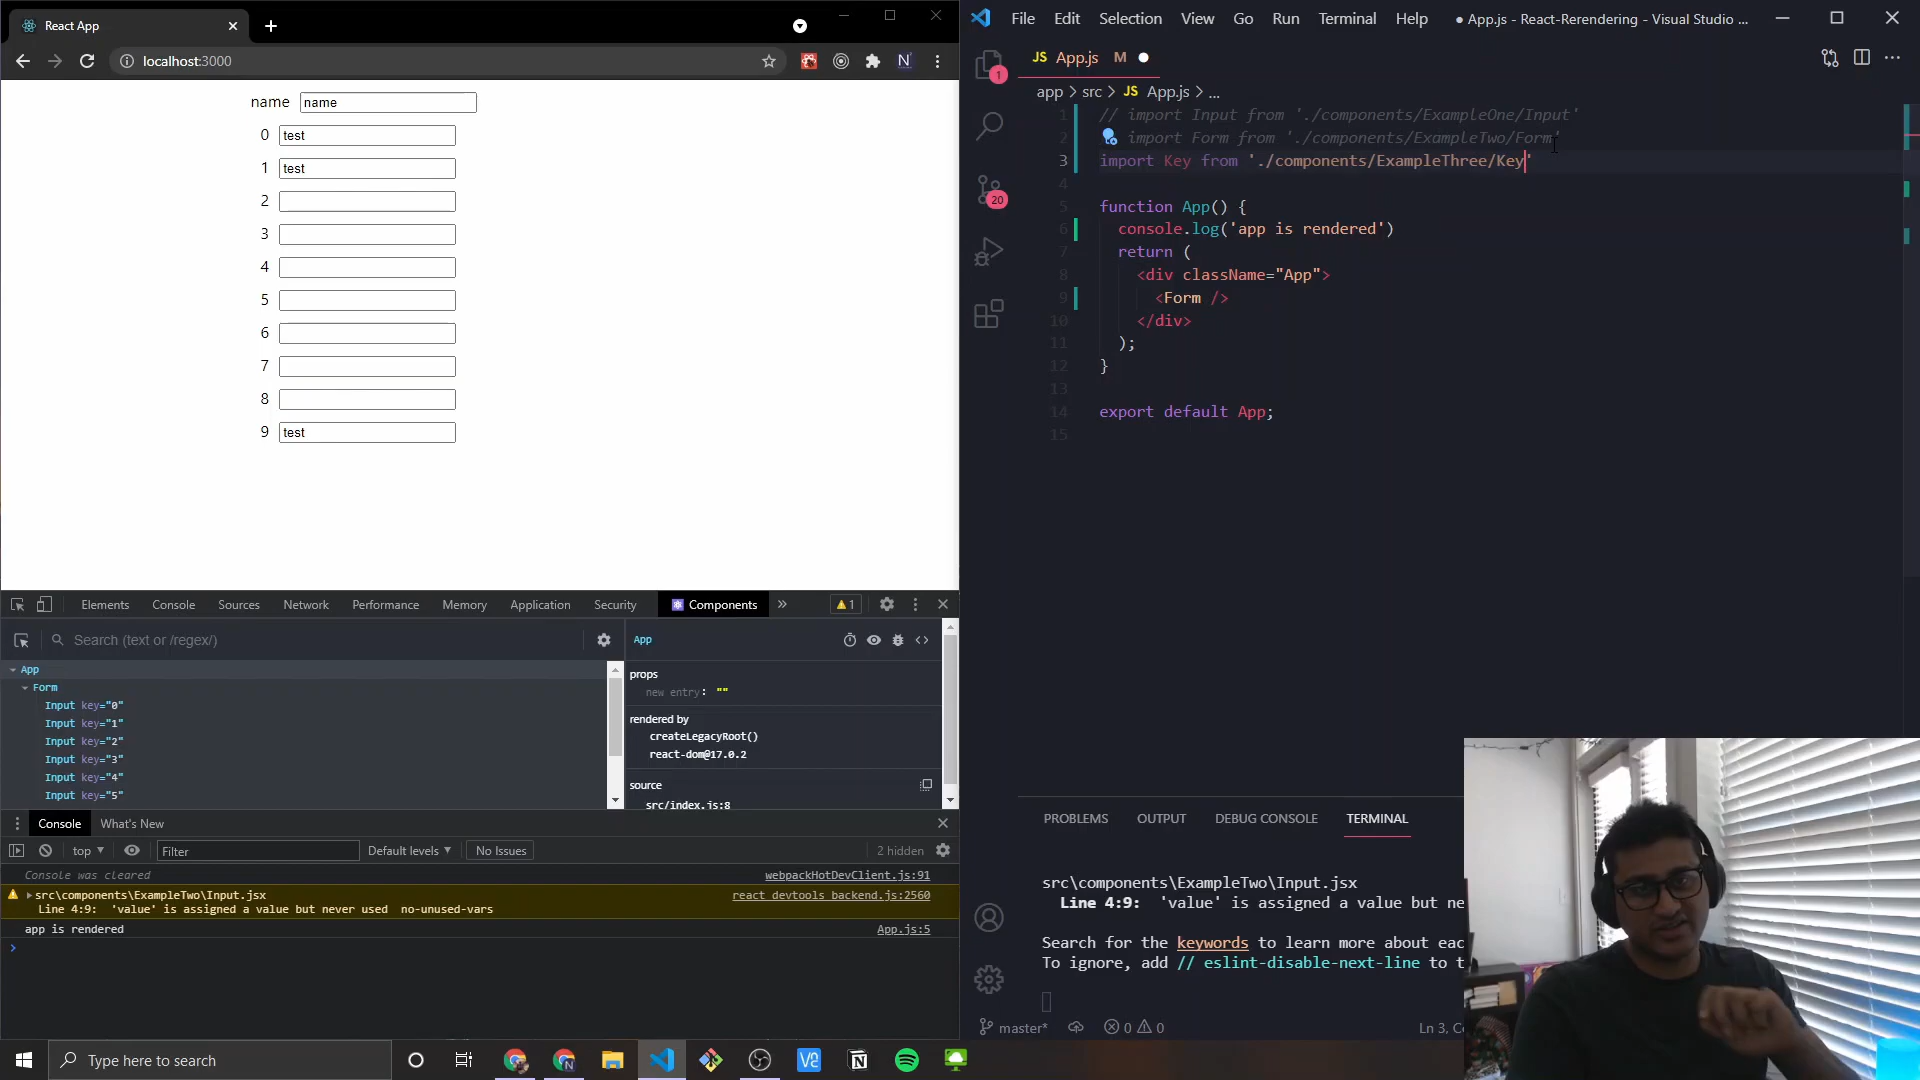 React App
localhost:3000
name name
0 test
1 test
2
3
4
5
6
7
8
9 test
Elements Console Sources Network Performance Memory Application Security Components » 1
Search (text or /regex/)
App
Form
Input key="0"
Input key="1"
Input key="2"
Input key="3"
Input key="4"
Input key="5"
App
props
new entry: ""
rendered by
createLegacyRoot()
react-dom@17.0.2
source
src/index.js:8
Console What's New
top Filter Default levels No Issues 2 hidden
Console was cleared webpackHotDevClient.js:91
src\components\ExampleTwo\Input.jsx react_devtools_backend.js:2560
Line 4:9: 'value' is assigned a value but never used no-unused-vars
app is rendered App.js:5
File Edit Selection View Go Run Terminal Help ● App.js - React-Rerendering - Visual Studio ...
JS App.js M
app > src > JS App.js > ...
1 // import Input from './components/ExampleOne/Input'
2 import Form from './components/ExampleTwo/Form'
3 import Key from './components/ExampleThree/Key'
4
5 function App() {
6 console.log('app is rendered')
7 return (
8 <div className="App">
9 <Form />
10 </div>
11 );
12 }
13
14 export default App;
15
1
20
PROBLEMS OUTPUT DEBUG CONSOLE TERMINAL
src\components\ExampleTwo\Input.jsx
Line 4:9: 'value' is assigned a value but ne
Search for the keywords to learn more about eac
To ignore, add // eslint-disable-next-line to t
master* 0 0 Ln 3, C
Type here to search